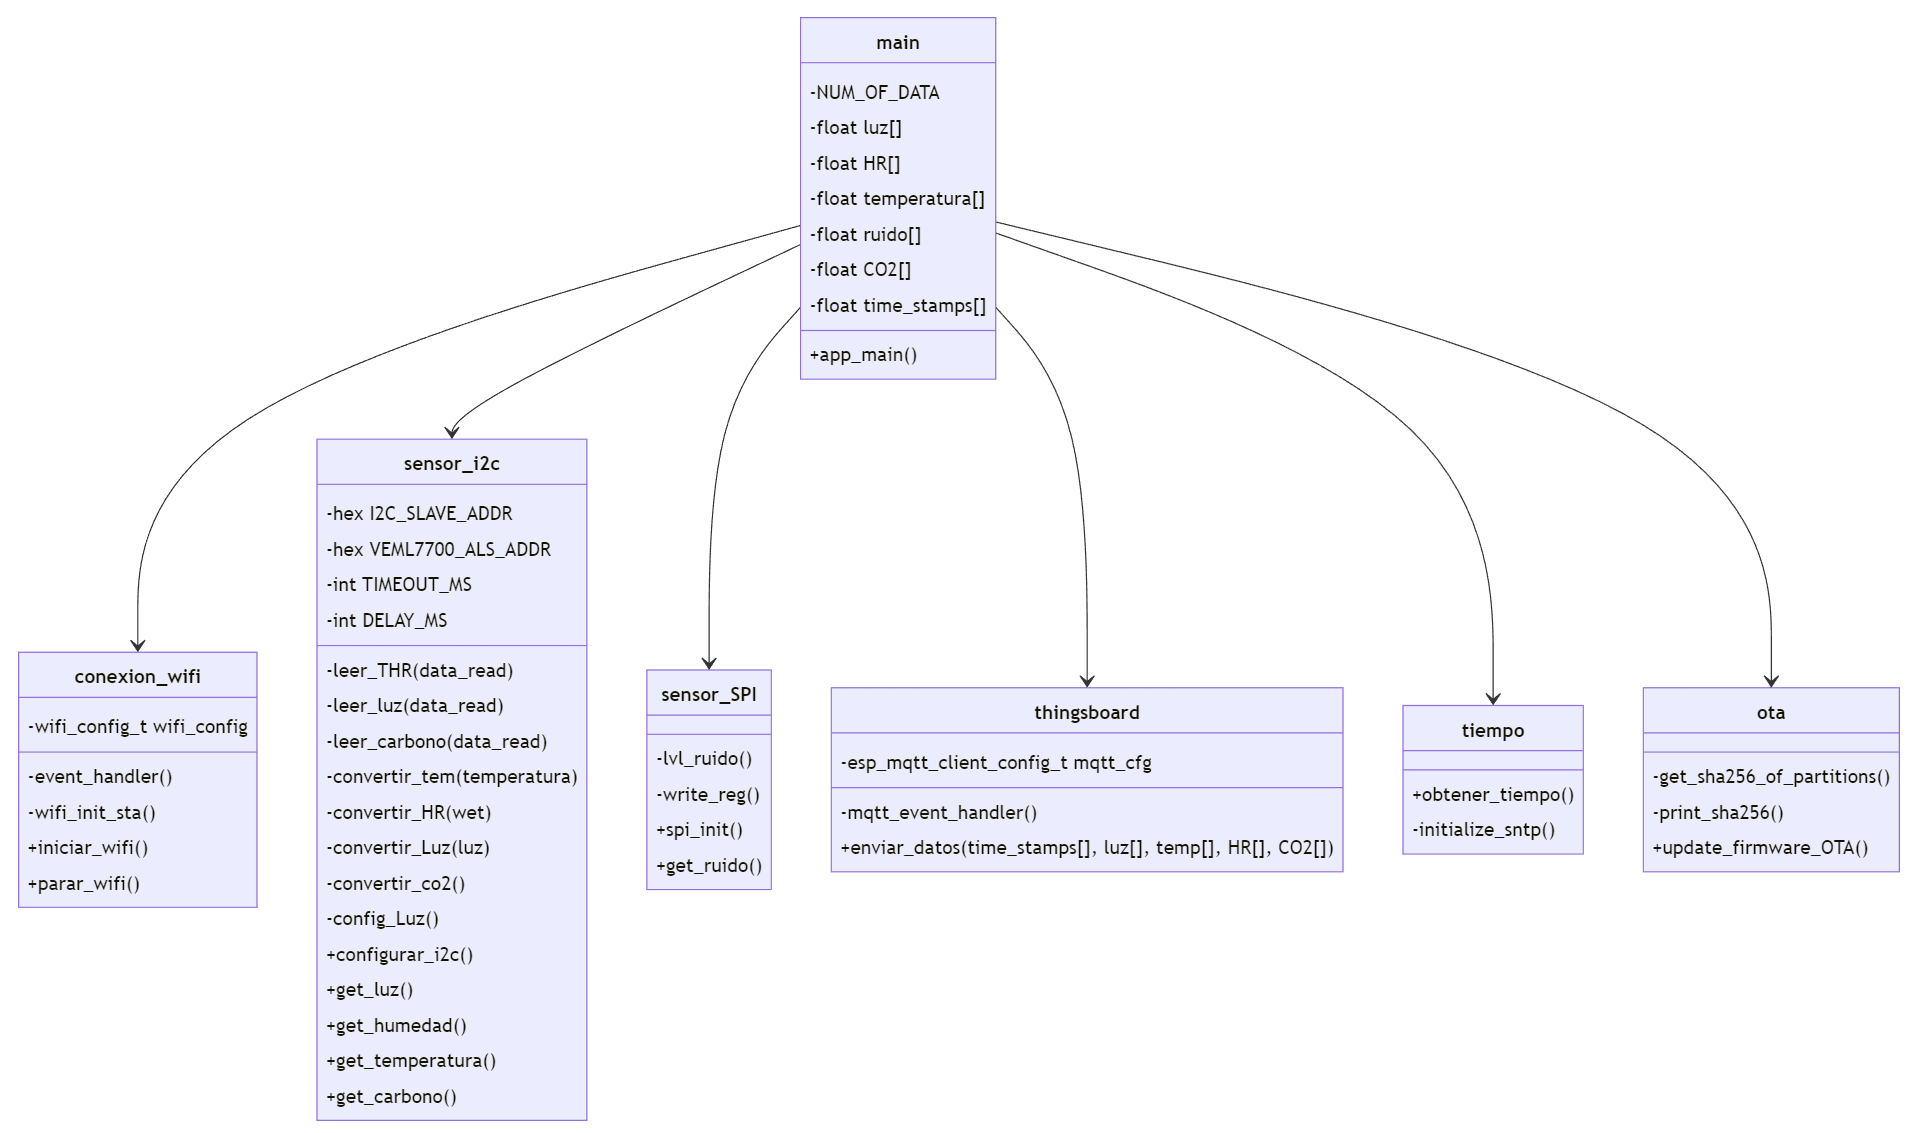 main
-NUM_OF_DATA
-float luz[]
-float HR[]
-float temperatura[]
-float ruido[]
-float CO2[]
-float time_stamps[]
+app_main()
conexion_wifi
-wifi_config_t wifi_config
-event_handler()
-wifi_init_sta()
+iniciar_wifi()
+parar_wifi()
sensor_i2c
-hex I2C_SLAVE_ADDR
-hex VEML7700_ALS_ADDR
-int TIMEOUT_MS
-int DELAY_MS
-leer_THR(data_read)
-leer_luz(data_read)
-leer_carbono(data_read)
-convertir_tem(temperatura)
-convertir_HR(wet)
-convertir_Luz(luz)
-convertir_co2()
-config_Luz()
+configurar_i2c()
+get_luz()
+get_humedad()
+get_temperatura()
+get_carbono()
sensor_SPI
-lvl_ruido()
-write_reg()
+spi_init()
+get_ruido()
thingsboard
-esp_mqtt_client_config_t mqtt_cfg
-mqtt_event_handler()
+enviar_datos(time_stamps[], luz[], temp[], HR[], CO2[])
tiempo
+obtener_tiempo()
-initialize_sntp()
ota
-get_sha256_of_partitions()
-print_sha256()
+update_firmware_OTA()